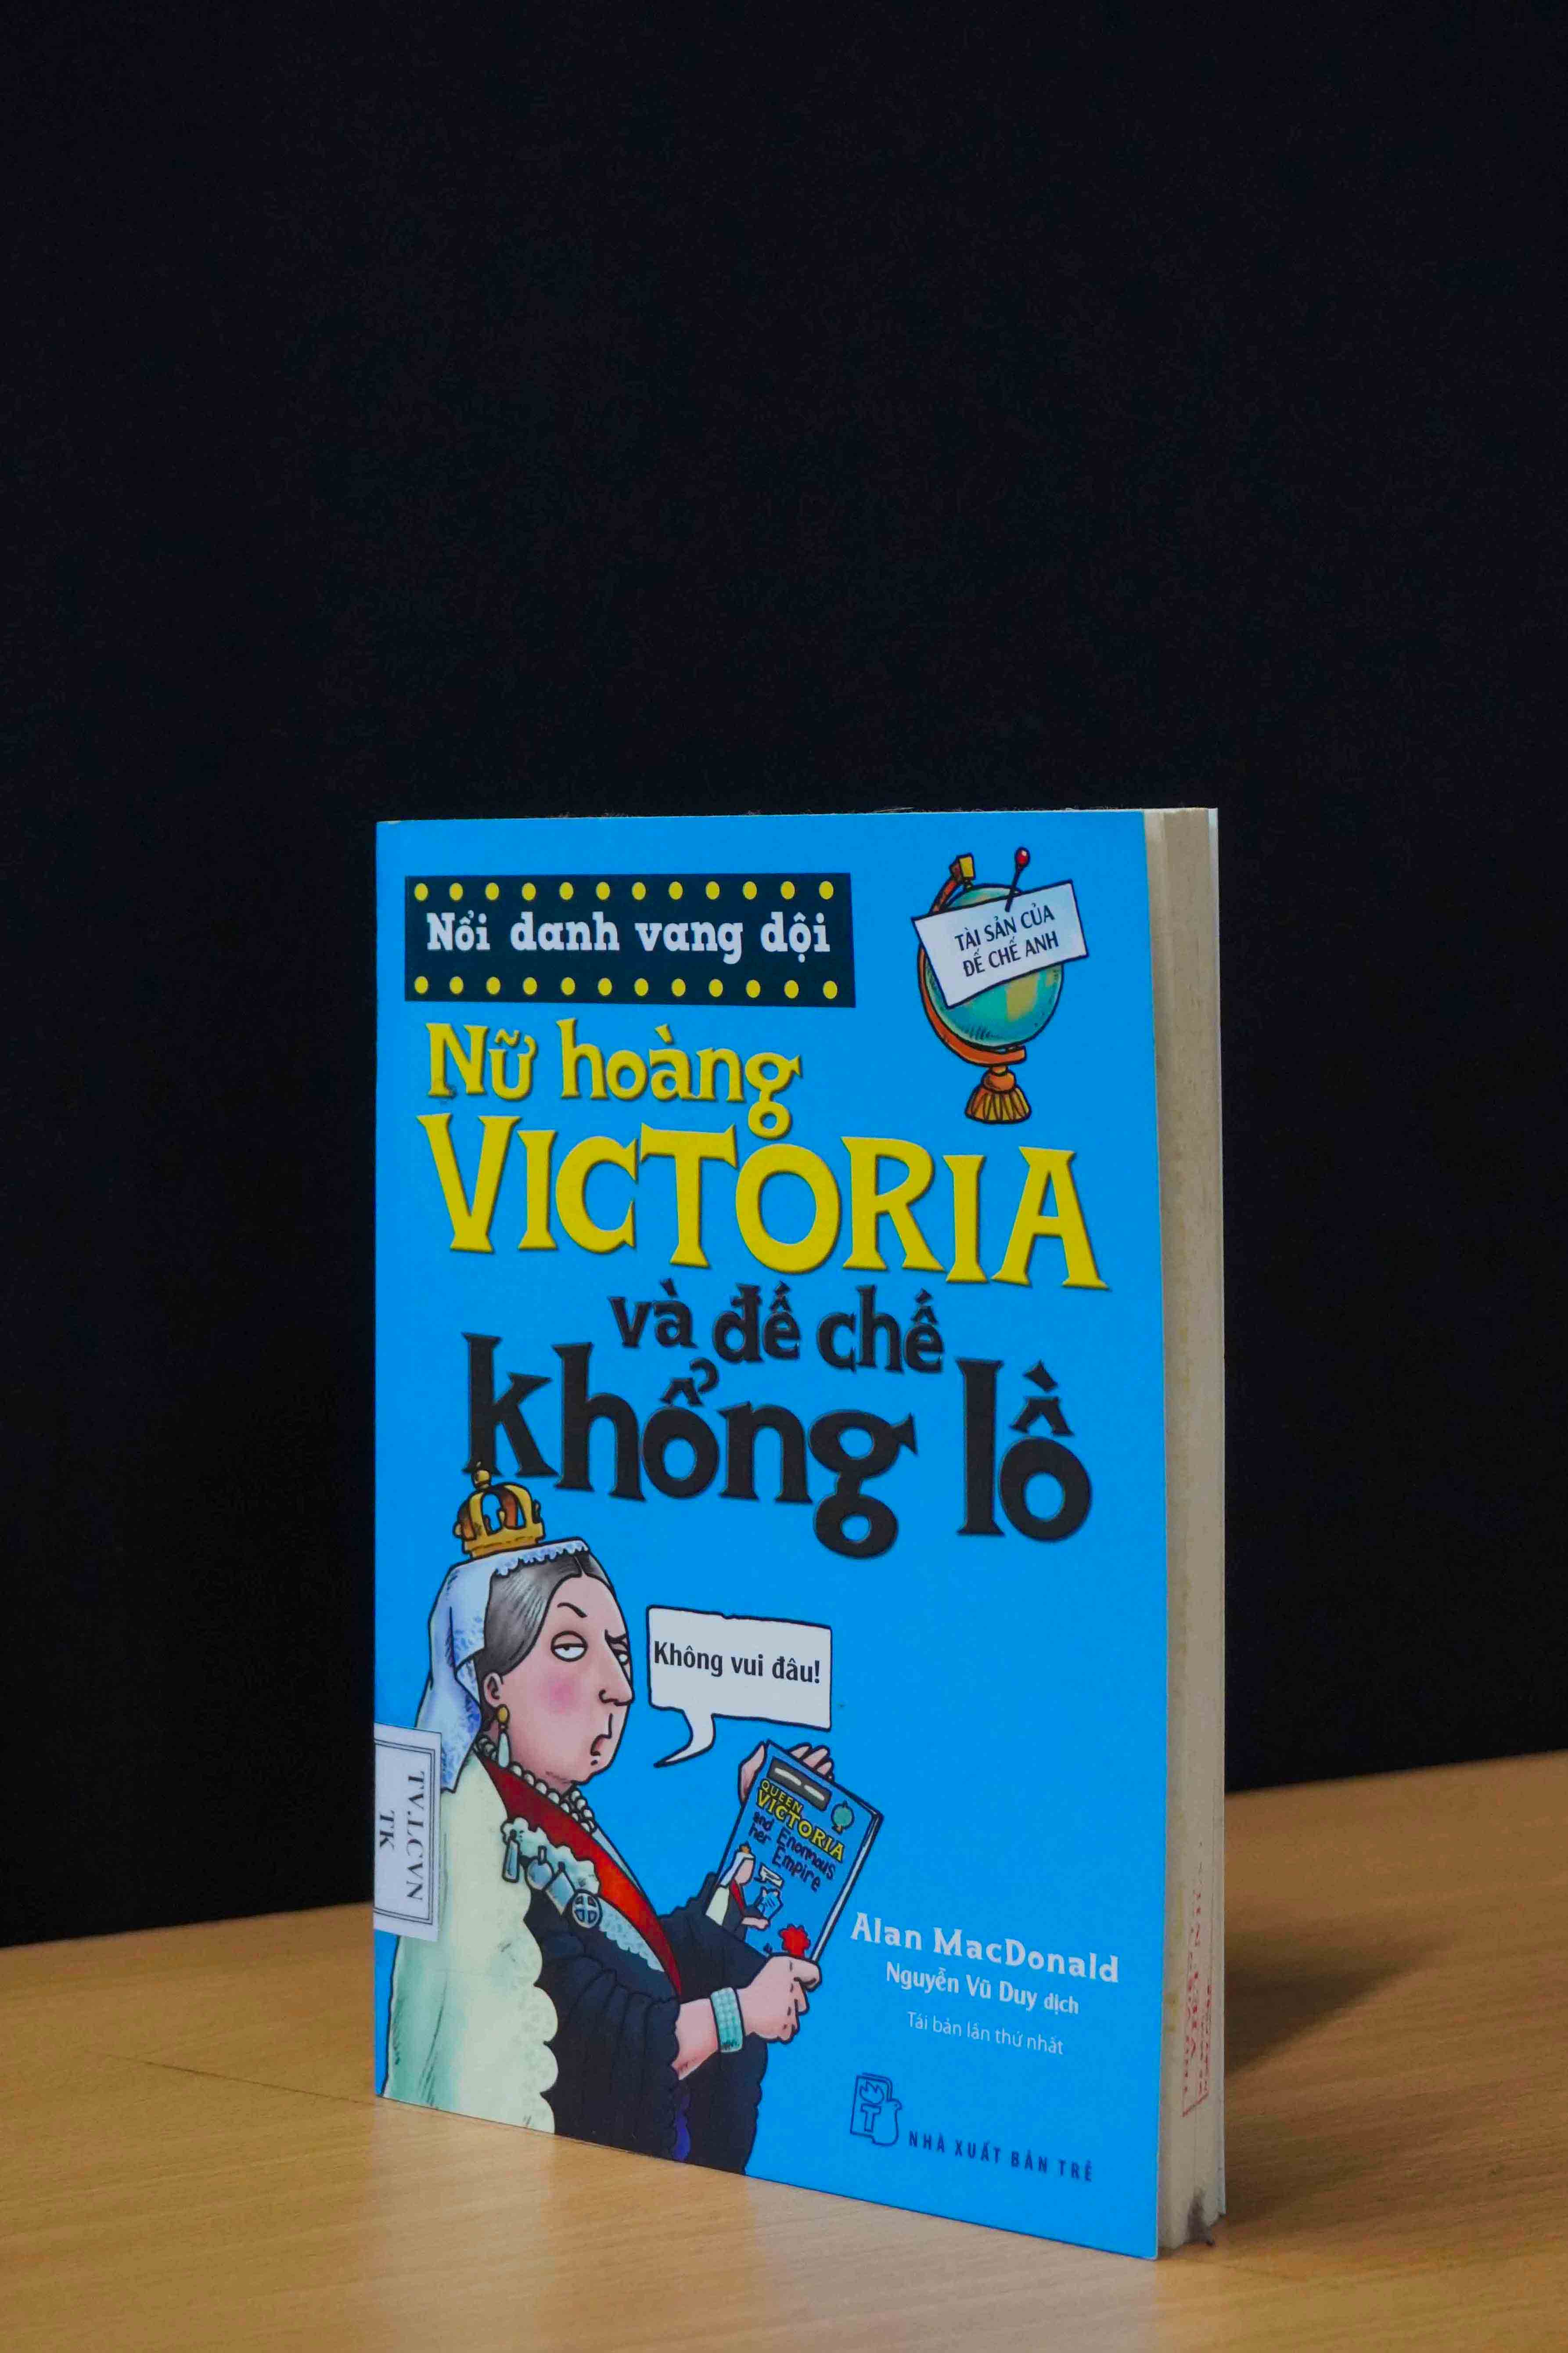 Nổi danh vang dội
TÀI SẢN CỦA
ĐẾ CHẾ ANH
Nữ hoàng
VICTORIA
và đế chế
khổng lồ
Không vui đâu!
QUEEN
VICTORIA
and Enormous
her Empire
TV.LCVN
TK
Alan MacDonald
Nguyễn Vũ Duy dịch
Tái bản lần thứ nhất
NHÀ XUẤT BẢN TRẺ